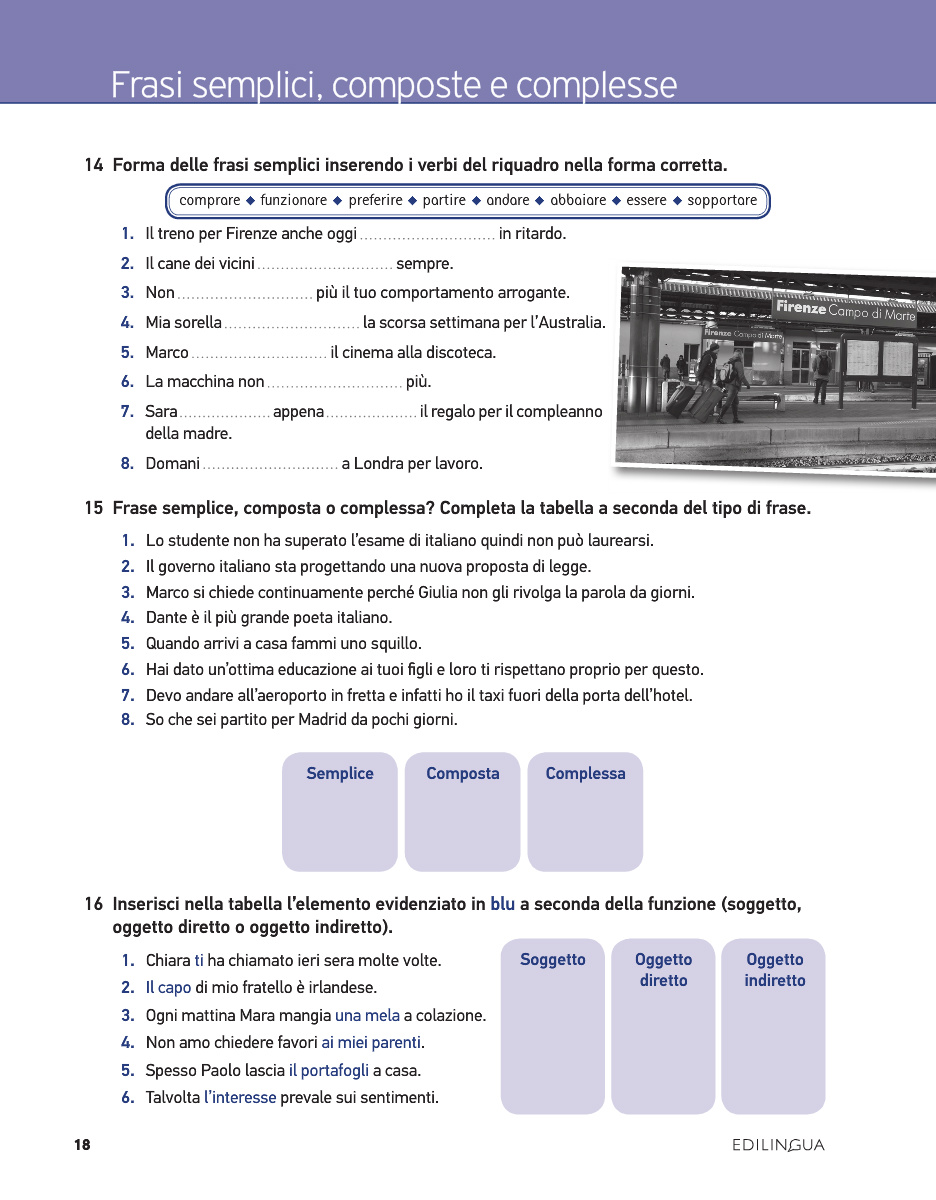 Frasi semplici, composte e complesse
14 Forma delle frasi semplici inserendo i verbi del riquadro nella forma corretta.
comprare ◆ funzionare ◆ preferire ◆ partire ◆ andare ◆ abbaiare ◆ essere ◆ sopportare
1. Il treno per Firenze anche oggi ............................. in ritardo.
2. Il cane dei vicini ............................. sempre.
3. Non ............................. più il tuo comportamento arrogante.
4. Mia sorella ............................. la scorsa settimana per l'Australia.
5. Marco ............................. il cinema alla discoteca.
6. La macchina non ............................. più.
7. Sara .................... appena .................... il regalo per il compleanno
della madre.
8. Domani ............................. a Londra per lavoro.
Firenze Campo di Marte
Firenze Campo di Marte
15 Frase semplice, composta o complessa? Completa la tabella a seconda del tipo di frase.
1. Lo studente non ha superato l'esame di italiano quindi non può laurearsi.
2. Il governo italiano sta progettando una nuova proposta di legge.
3. Marco si chiede continuamente perché Giulia non gli rivolga la parola da giorni.
4. Dante è il più grande poeta italiano.
5. Quando arrivi a casa fammi uno squillo.
6. Hai dato un'ottima educazione ai tuoi figli e loro ti rispettano proprio per questo.
7. Devo andare all'aeroporto in fretta e infatti ho il taxi fuori della porta dell'hotel.
8. So che sei partito per Madrid da pochi giorni.
Semplice Composta Complessa
16 Inserisci nella tabella l'elemento evidenziato in blu a seconda della funzione (soggetto,
oggetto diretto o oggetto indiretto).
1. Chiara ti ha chiamato ieri sera molte volte.
2. Il capo di mio fratello è irlandese.
3. Ogni mattina Mara mangia una mela a colazione.
4. Non amo chiedere favori ai miei parenti.
5. Spesso Paolo lascia il portafogli a casa.
6. Talvolta l'interesse prevale sui sentimenti.
Soggetto Oggetto Oggetto
diretto indiretto
18
EDILINGUA